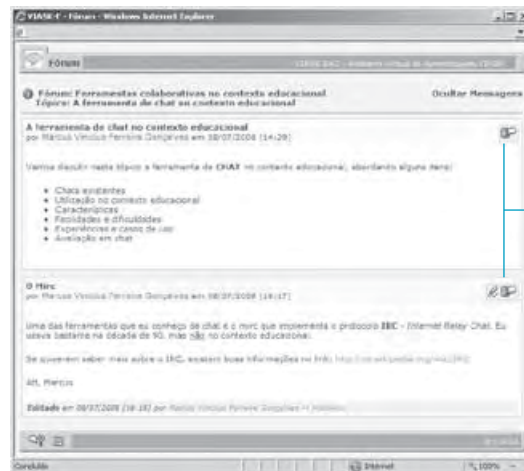 VIASK-E - Fórum - Windows Internet Explorer
Fórum
Fórum: Ferramentas colaborativas no contexto educacional
Ocultar Mensagens
Tópico: A ferramenta de chat no contexto educacional
A ferramenta de chat no contexto educacional
por Marcus Vinicius Ferreira Gonçalves em 08/07/2008 [14:29]
Vamos discutir neste tópico a ferramenta de CHAT no contexto educacional, abordando alguns itens:
Chats existentes
Utilização no contexto educacional
Características
Facilidades e dificuldades
Experiências e casos de uso
Avaliação em chat
O Mirc
por Marcus Vinicius Ferreira Gonçalves em 08/07/2008 [16:17]
Uma das ferramentas que eu conheço de chat é o mirc que implementa o protocolo IRC - Internet Relay Chat. Eu
usava bastante na década de 90, mas não no contexto educacional.
Se quiserem saber mais sobre o IRC, existem boas informações no link:
Att, Marcus
Editado em 08/07/2008 [16:18] por Marcus Vinicius Ferreira Gonçalves
Concluído
Internet
100%